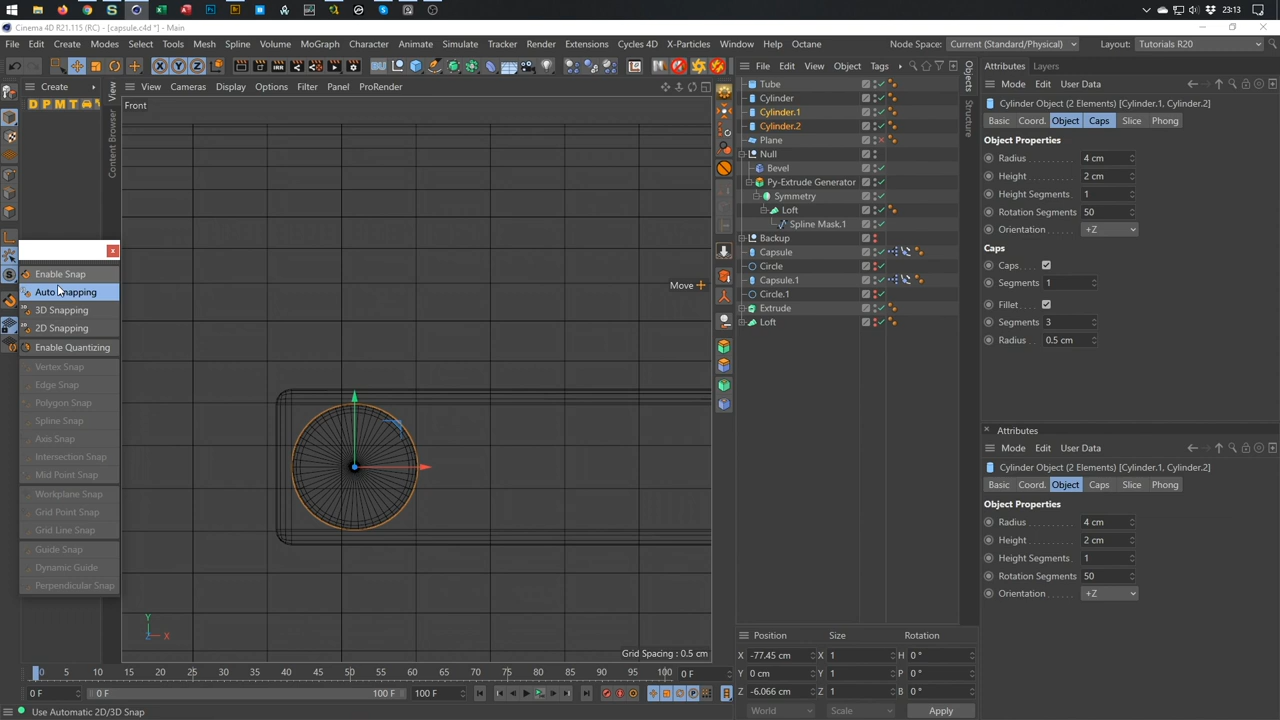 23:13
Cinema 4D R21.115 (RC) - [capsule.c4d *] - Main
File Edit Create Modes Select Tools Mesh Spline Volume MoGraph Character Animate Simulate Tracker Render Extensions Cycles 4D X-Particles Window Help Octane Node Space: Current (Standard/Physical) Layout: Tutorials R20
Create
D P M T
View Cameras Display Options Filter Panel ProRender
Front
View
Content Browser
Enable Snap
Auto Snapping
3D Snapping
2D Snapping
Enable Quantizing
Vertex Snap
Edge Snap
Polygon Snap
Spline Snap
Axis Snap
Intersection Snap
Mid Point Snap
Workplane Snap
Grid Point Snap
Grid Line Snap
Guide Snap
Dynamic Guide
Perpendicular Snap
Move
Y
Z X
Grid Spacing : 0.5 cm
File Edit View Object Tags
Objects
Structure
Tube
Cylinder
Cylinder.1
Cylinder.2
Plane
Null
Bevel
Py-Extrude Generator
Symmetry
Loft
Spline Mask.1
Backup
Capsule
Circle
Capsule.1
Circle.1
Extrude
Loft
Attributes Layers
Mode Edit User Data
Cylinder Object (2 Elements) [Cylinder.1, Cylinder.2]
Basic Coord. Object Caps Slice Phong
Object Properties
Radius 4 cm
Height 2 cm
Height Segments 1
Rotation Segments 50
Orientation +Z
Caps
Caps
Segments 1
Fillet
Segments 3
Radius 0.5 cm
Attributes
Mode Edit User Data
Cylinder Object (2 Elements) [Cylinder.1, Cylinder.2]
Basic Coord. Object Caps Slice Phong
Object Properties
Radius 4 cm
Height 2 cm
Height Segments 1
Rotation Segments 50
Orientation +Z
Position Size Rotation
X -77.45 cm X 1 H 0 °
Y 0 cm Y 1 P 0 °
Z -6.066 cm Z 1 B 0 °
World Scale Apply
0 5 10 15 20 25 30 35 40 45 50 55 60 65 70 75 80 85 90 95 100 0 F
0 F 0 F 100 F 100 F
Use Automatic 2D/3D Snap